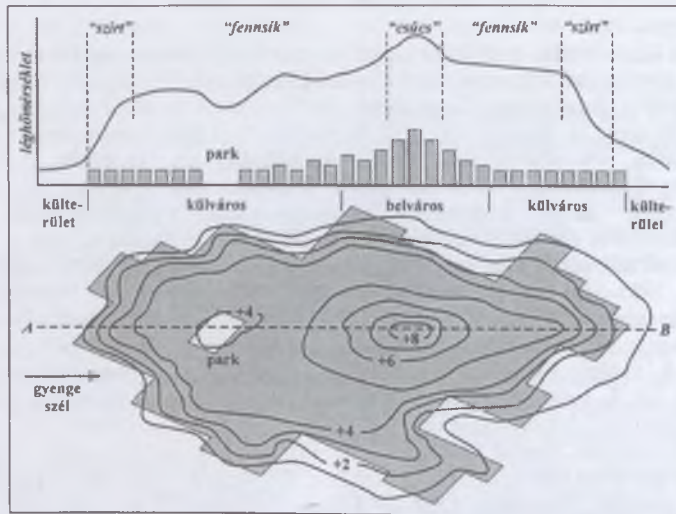 "szirt" "fennsík" "csúcs" "fennsík" "szirt"
léghőmérséklet
park
külte-
rület
külváros
belváros
külváros
külte-
rület
A
B
+4
park
+8
+6
gyenge
szél
+4
+2